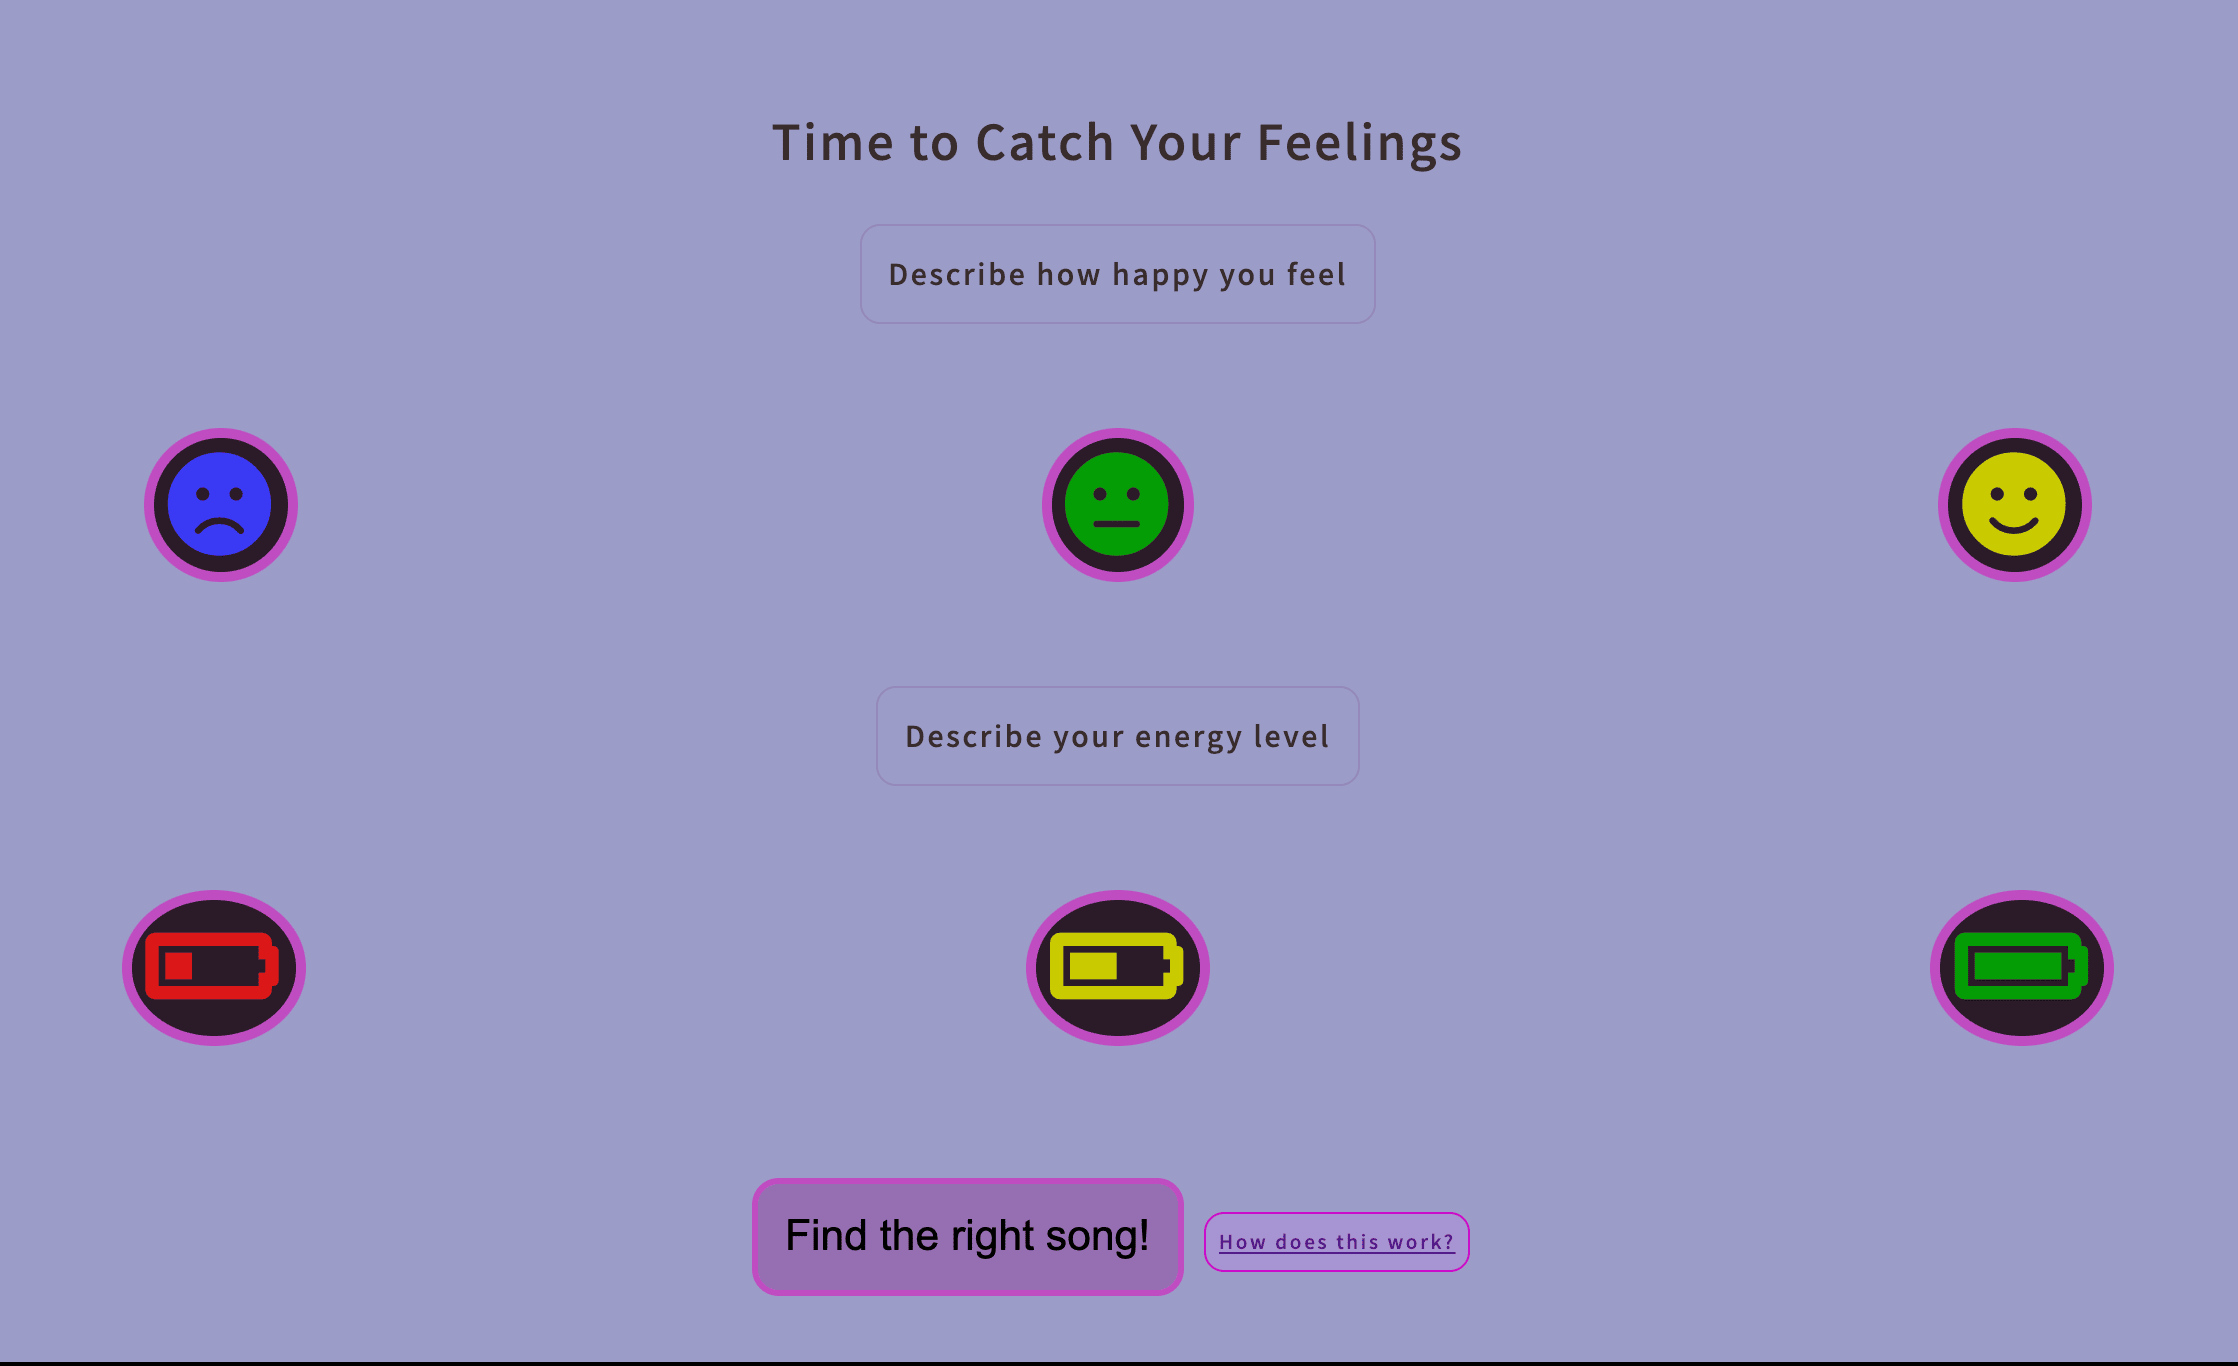 Time to Catch Your Feelings
Describe how happy you feel
Describe your energy level
Find the right song!
How does this work?